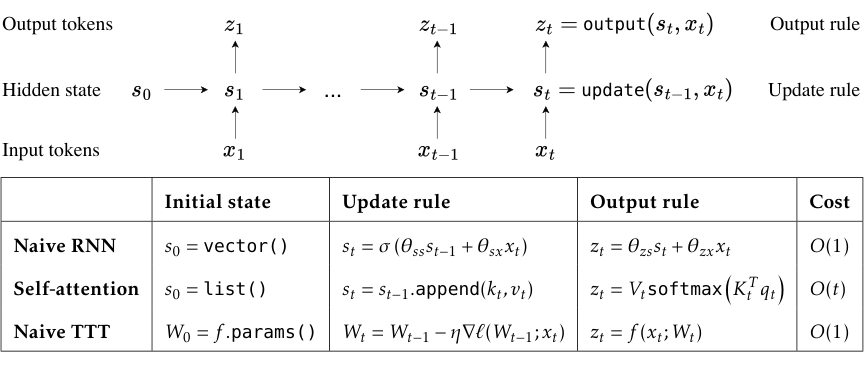 Output tokens z_1 z_{t−1} z_t = output(s_t, x_t) Output rule
Hidden state s_0 s_1 ... s_{t−1} s_t = update(s_{t−1}, x_t) Update rule
Input tokens x_1 x_{t−1} x_t
Initial state Update rule Output rule Cost
Naive RNN s_0 = vector() s_t = σ(θ_{ss}s_{t−1} + θ_{sx}x_t) z_t = θ_{zs}s_t + θ_{zx}x_t O(1)
Self-attention s_0 = list() s_t = s_{t−1}.append(k_t, v_t) z_t = V_t softmax(K_t^T q_t) O(t)
Naive TTT W_0 = f.params() W_t = W_{t−1} − η∇ℓ(W_{t−1}; x_t) z_t = f(x_t; W_t) O(1)